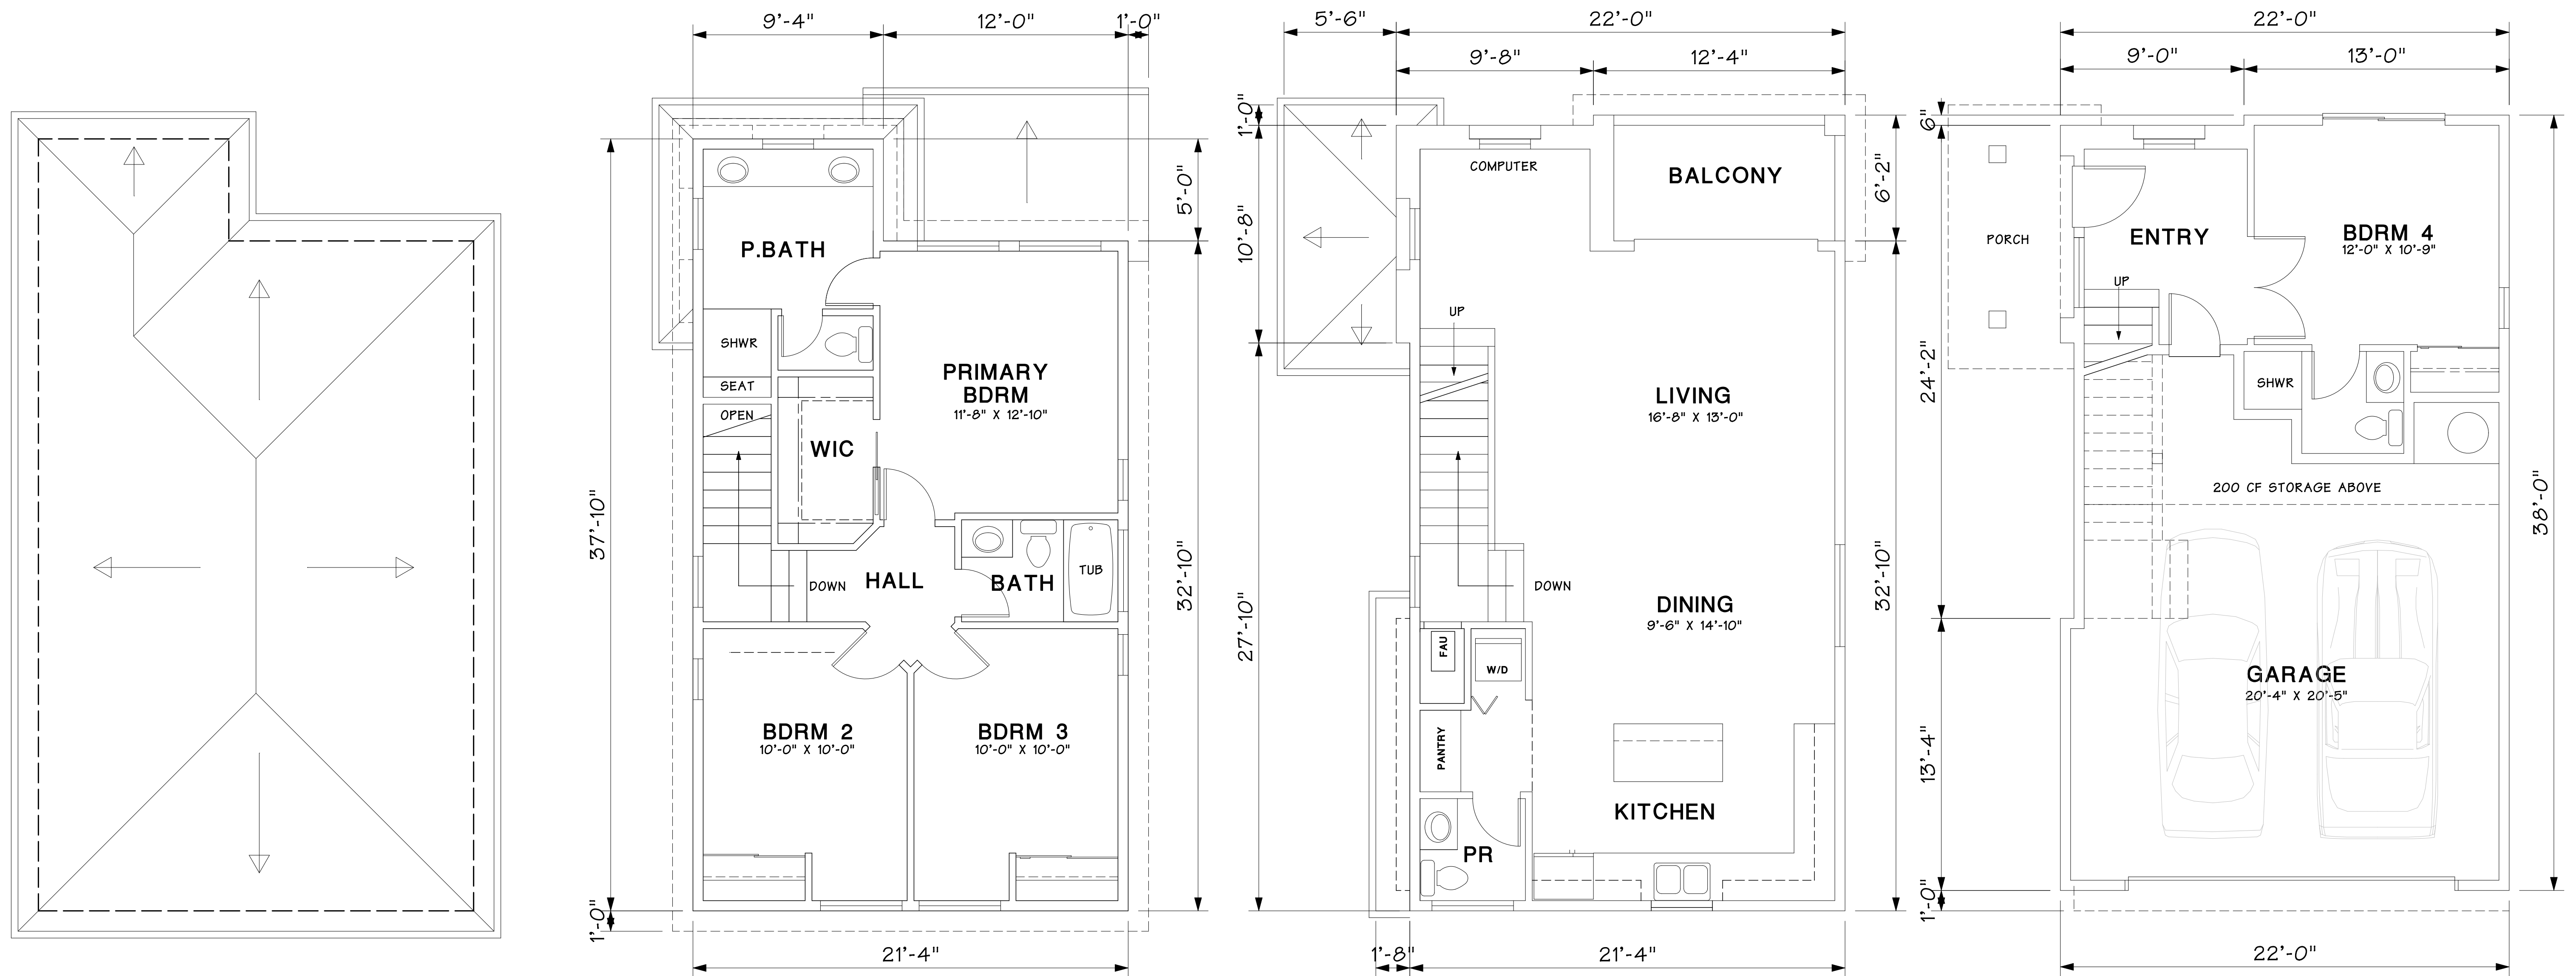 9'-4"
12'-0"
1'-0"
5'-0"
37'-10"
32'-10"
1'-0"
21'-4"
P.BATH
SHWR
SEAT
OPEN
WIC
PRIMARY
BDRM
11'-8" X 12'-10"
DOWN
HALL
BATH
TUB
BDRM 2
10'-0" X 10'-0"
BDRM 3
10'-0" X 10'-0"
5'-6"
22'-0"
9'-8"
12'-4"
1'-0"
10'-8"
27'-10"
6'-2"
32'-10"
1'-8"
21'-4"
COMPUTER
BALCONY
UP
LIVING
16'-8" X 13'-0"
DOWN
DINING
9'-6" X 14'-10"
FAU
W/D
PANTRY
KITCHEN
PR
22'-0"
9'-0"
13'-0"
6"
24'-2"
13'-4"
1'-0"
38'-0"
22'-0"
PORCH
ENTRY
BDRM 4
12'-0" X 10'-9"
UP
SHWR
200 CF STORAGE ABOVE
GARAGE
20'-4" X 20'-5"